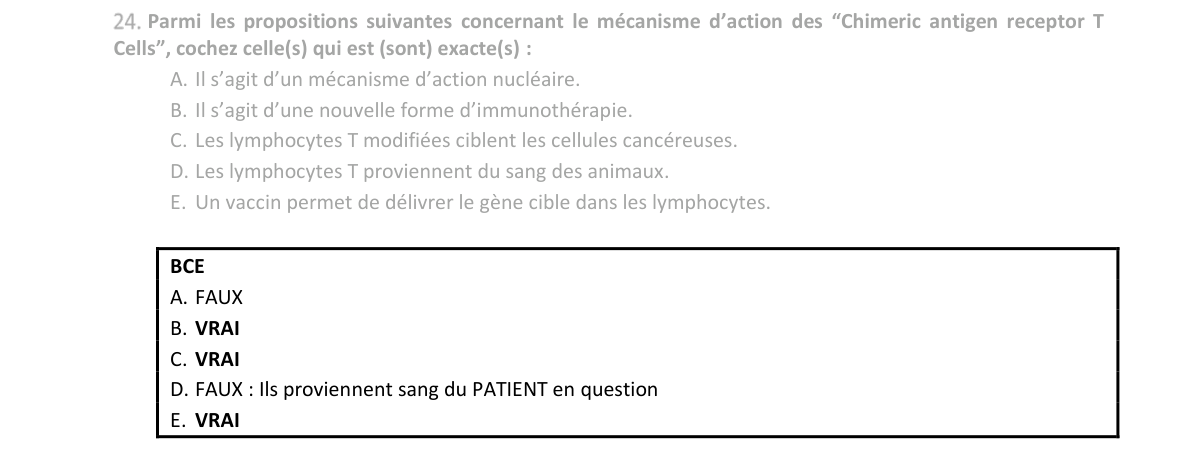 24. Parmi les propositions suivantes concernant le mécanisme d’action des “Chimeric antigen receptor T
Cells”, cochez celle(s) qui est (sont) exacte(s) :
A. Il s’agit d’un mécanisme d’action nucléaire.
B. Il s’agit d’une nouvelle forme d’immunothérapie.
C. Les lymphocytes T modifiées ciblent les cellules cancéreuses.
D. Les lymphocytes T proviennent du sang des animaux.
E. Un vaccin permet de délivrer le gène cible dans les lymphocytes.
BCE
A. FAUX
B. VRAI
C. VRAI
D. FAUX : Ils proviennent sang du PATIENT en question
E. VRAI